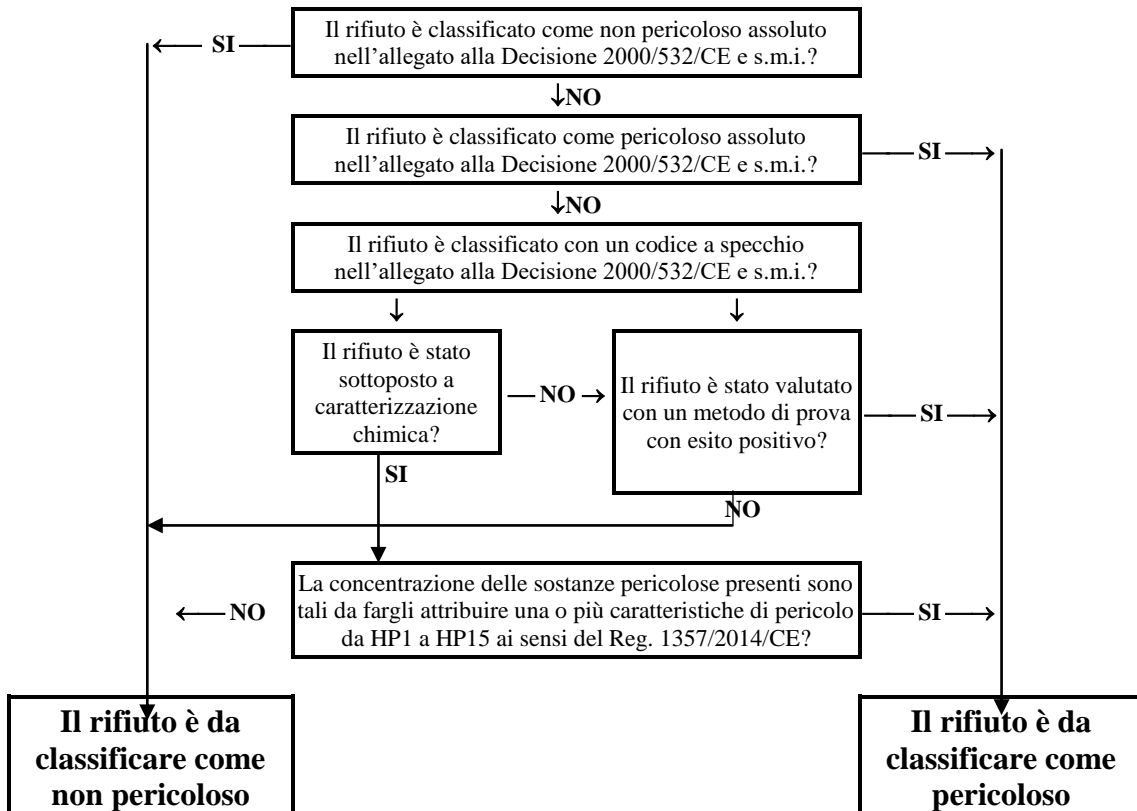 Il rifiuto è classificato come non pericoloso assoluto
nell'allegato alla Decisione 2000/532/CE e s.m.i.?
SI
NO
Il rifiuto è classificato come pericoloso assoluto
nell'allegato alla Decisione 2000/532/CE e s.m.i.?
SI
NO
Il rifiuto è classificato con un codice a specchio
nell'allegato alla Decisione 2000/532/CE e s.m.i.?
Il rifiuto è stato
sottoposto a
caratterizzazione
chimica?
NO
Il rifiuto è stato valutato
con un metodo di prova
con esito positivo?
SI
SI
NO
La concentrazione delle sostanze pericolose presenti sono
tali da fargli attribuire una o più caratteristiche di pericolo
da HP1 a HP15 ai sensi del Reg. 1357/2014/CE?
NO
SI
Il rifiuto è da
classificare come
non pericoloso
Il rifiuto è da
classificare come
pericoloso